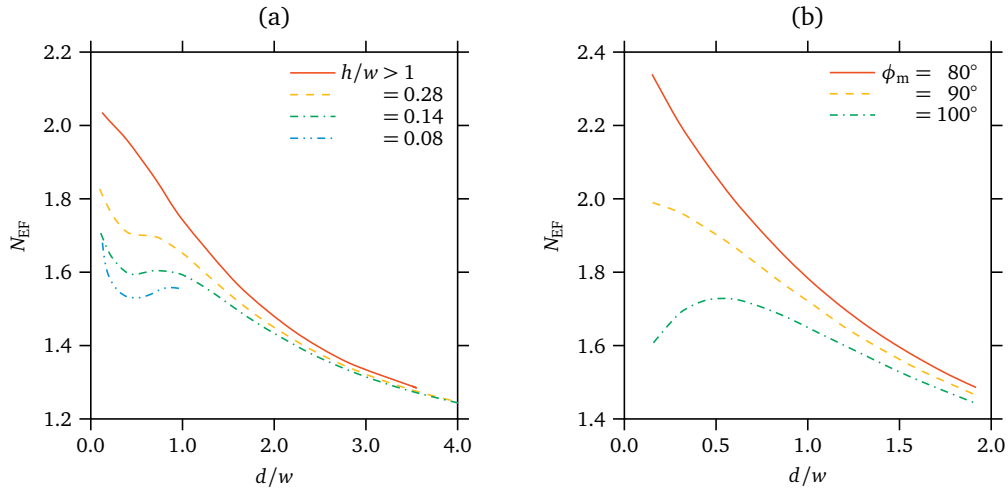 (a)
2.2
2.0
1.8
1.6
1.4
1.2
N_EF
0.0 1.0 2.0 3.0 4.0
d/w
h/w > 1
= 0.28
= 0.14
= 0.08
(b)
2.4
2.2
2.0
1.8
1.6
1.4
N_EF
0.0 0.5 1.0 1.5 2.0
d/w
ϕ_m = 80°
= 90°
= 100°